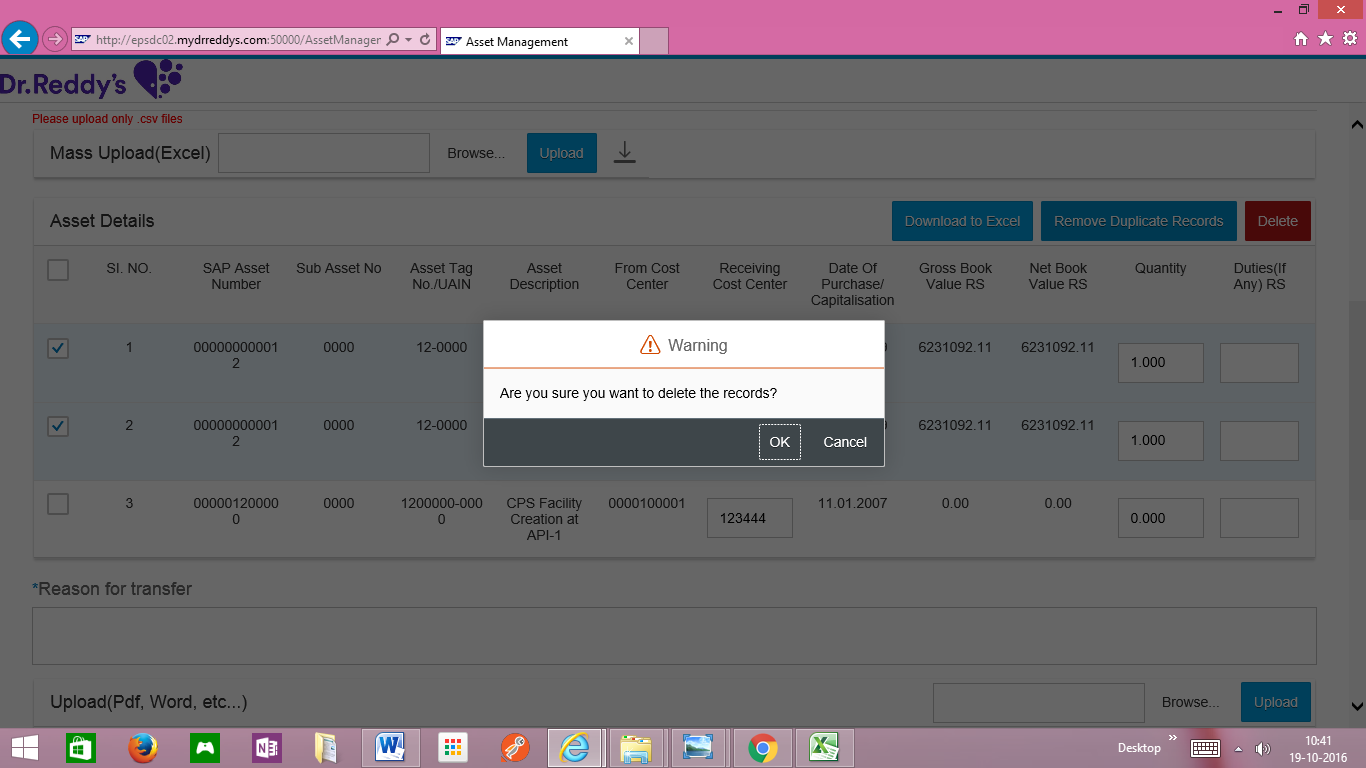 http://epsdc02.mydrreddys.com:50000/AssetManager
Asset Management
Dr.Reddy's
Please upload only .csv files
Mass Upload(Excel) Browse... Upload
Asset Details Download to Excel Remove Duplicate Records Delete
SI. NO. SAP Asset Number Sub Asset No Asset Tag No./UAIN Asset Description From Cost Center Receiving Cost Center Date Of Purchase/ Capitalisation Gross Book Value RS Net Book Value RS Quantity Duties(If Any) RS
1 000000000012 0000 12-0000 6231092.11 6231092.11 1.000
2 000000000012 0000 12-0000 6231092.11 6231092.11 1.000
Warning
Are you sure you want to delete the records?
OK Cancel
3 000001200000 0000 1200000-0000 CPS Facility Creation at API-1 0000100001 123444 11.01.2007 0.00 0.00 0.000
*Reason for transfer
Upload(Pdf, Word, etc...) Browse... Upload
Desktop
10:41
19-10-2016